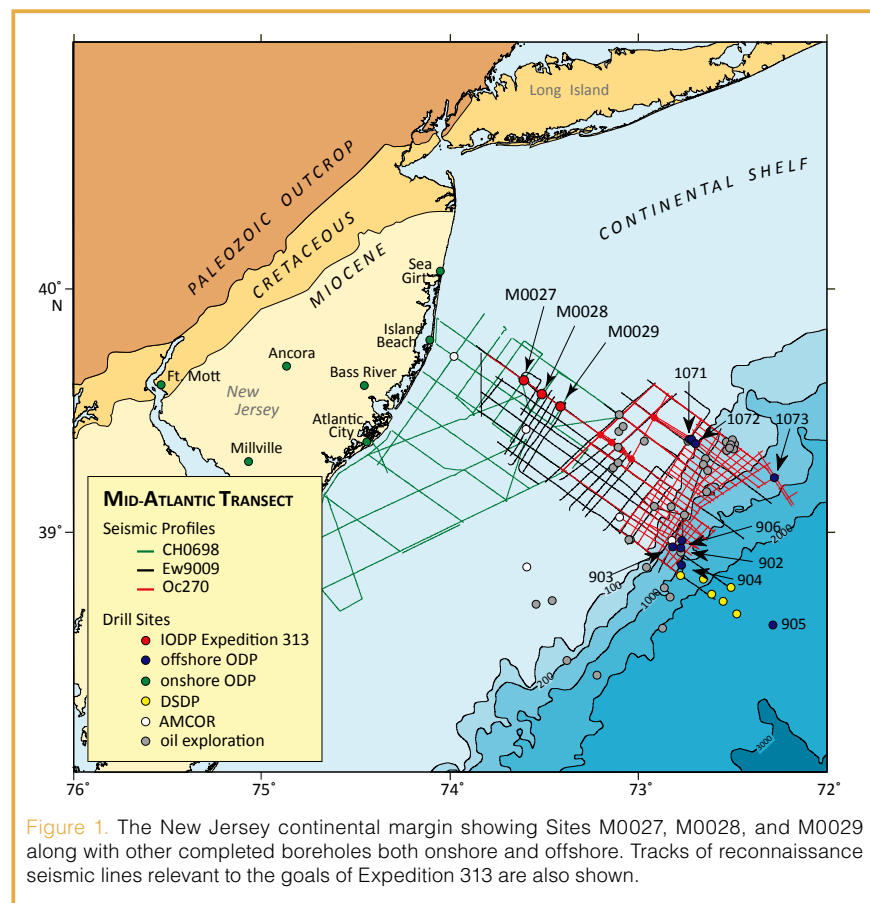 Long Island
PALEOZOIC OUTCROP
CRETACEOUS
MIOCENE
CONTINENTAL SHELF
40˚
N
39˚
Sea
Girt
Island
Beach
Ancora
Bass River
Ft. Mott
New
Jersey
Atlantic
City
Millville
M0027
M0028
M0029
1071
1072
1073
906
902
903
904
905
100
200
1000
2000
3000
MID-ATLANTIC TRANSECT
Seismic Profiles
CH0698
Ew9009
Oc270
Drill Sites
IODP Expedition 313
offshore ODP
onshore ODP
DSDP
AMCOR
oil exploration
76˚
75˚
74˚
73˚
72˚
Figure 1. The New Jersey continental margin showing Sites M0027, M0028, and M0029
along with other completed boreholes both onshore and offshore. Tracks of reconnaissance
seismic lines relevant to the goals of Expedition 313 are also shown.